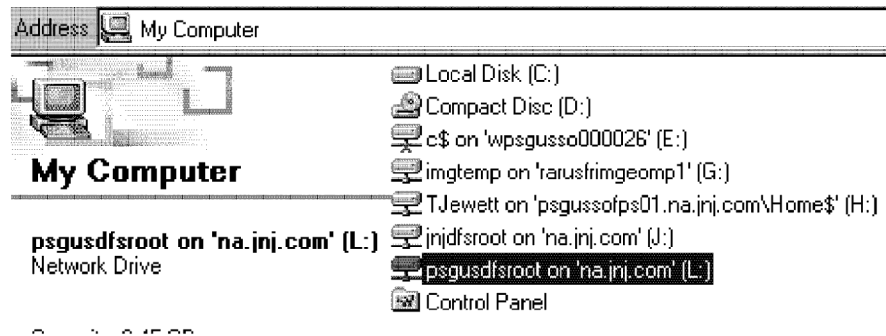 Address My Computer
My Computer
psgusdfsroot on 'na.jnj.com' (L:)
Network Drive
Local Disk (C:)
Compact Disc (D:)
c$ on 'wpsgusso000026' (E:)
imgtemp on 'rarusfrimgeomp1' (G:)
TJewett on 'psgussofps01.na.jnj.com\Home$' (H:)
jnjdfsroot on 'na.jnj.com' (J:)
psgusdfsroot on 'na.jnj.com' (L:)
Control Panel